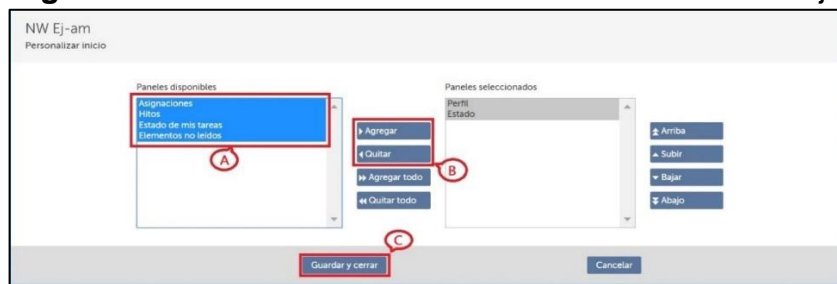 NW Ej-am
Personalizar inicio
Paneles disponibles
Paneles seleccionados
Asignaciones
Hitos
Estado de mis tareas
Elementos no leídos
A
Agregar
Quitar
Agregar todo
Quitar todo
B
Perfil
Estado
Arriba
Subir
Bajar
Abajo
C
Guardar y cerrar
Cancelar